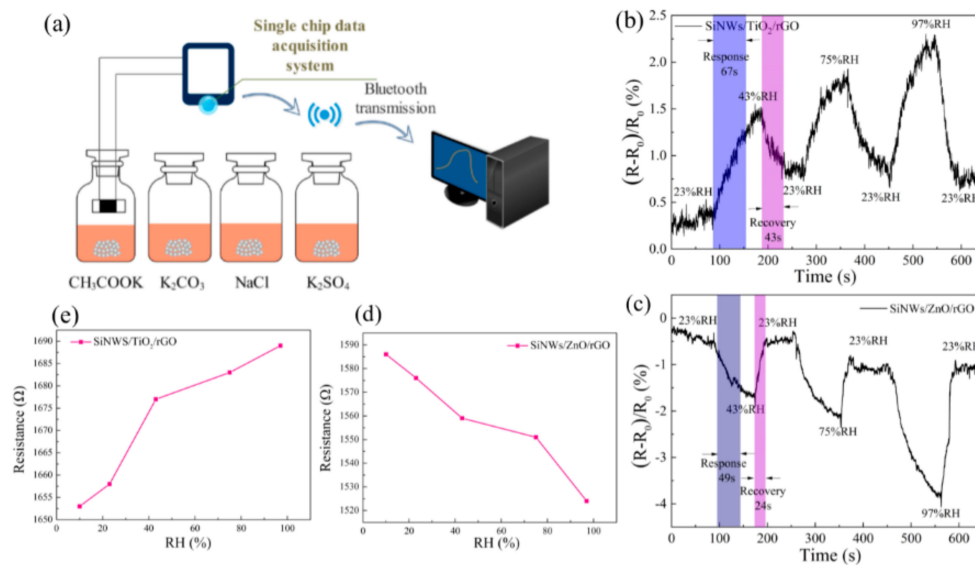 (a)
Single chip data
acquisition
system
Bluetooth
transmission
CH₃COOK
K₂CO₃
NaCl
K₂SO₄
(b)
SiNWs/TiO₂/rGO
Response
67s
97%RH
75%RH
43%RH
23%RH
23%RH
23%RH
23%RH
Recovery
43s
2.5
2.0
1.5
1.0
0.5
0.0
(R-R₀)/R₀ (%)
0 100 200 300 400 500 600
Time (s)
(e)
SiNWS/TiO₂/rGO
1690
1685
1680
1675
1670
1665
1660
1655
1650
Resistance (Ω)
0 20 40 60 80 100
RH (%)
(d)
SiNWs/ZnO/rGO
1590
1580
1570
1560
1550
1540
1530
1520
Resistance (Ω)
0 20 40 60 80 100
RH (%)
(c)
SiNWs/ZnO/rGO
23%RH
23%RH
23%RH
23%RH
43%RH
75%RH
97%RH
Response
49s
Recovery
24s
0
-1
-2
-3
-4
(R-R₀)/R₀ (%)
0 100 200 300 400 500 600
Time (s)